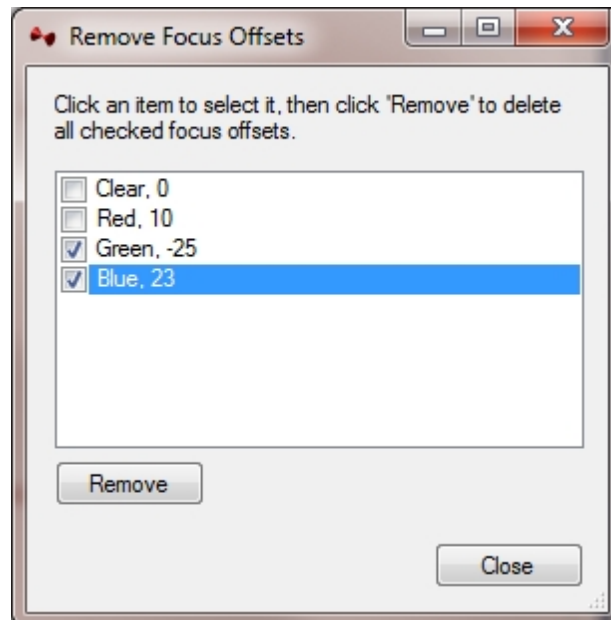 Remove Focus Offsets
Click an item to select it, then click 'Remove' to delete
all checked focus offsets.
Clear, 0
Red, 10
Green, -25
Blue, 23
Remove
Close